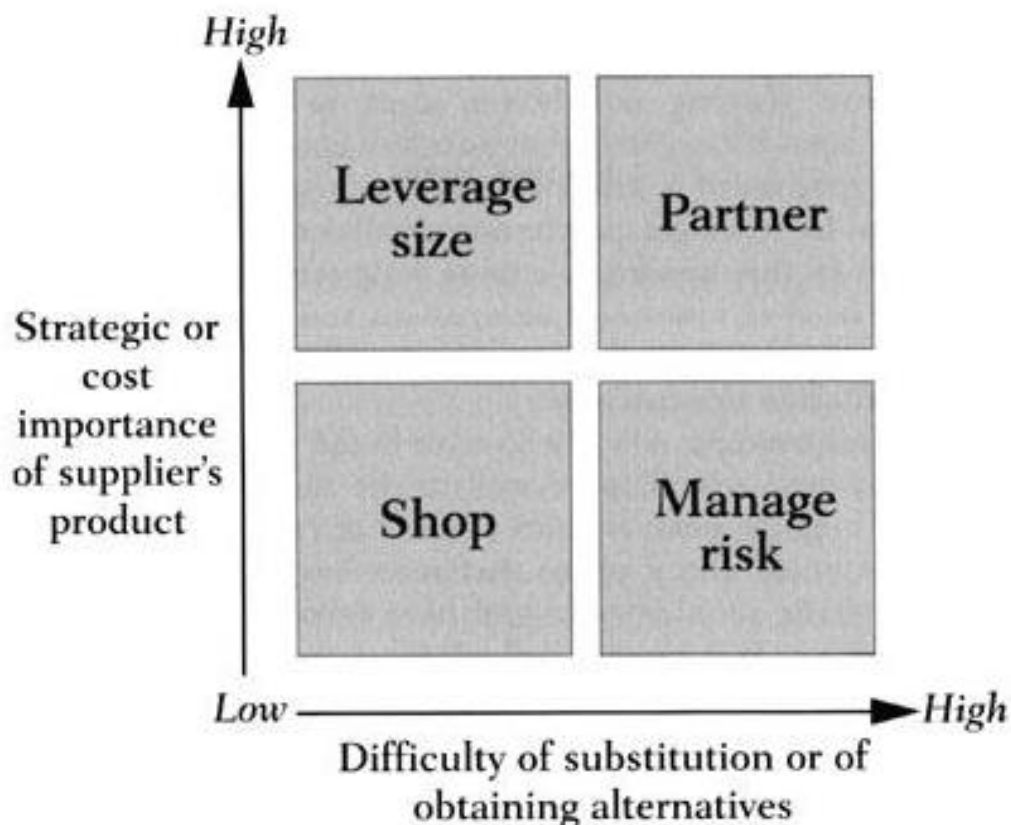 High
Leverage
size
Partner
Strategic or
cost
importance
of supplier's
product
Shop
Manage
risk
Low
High
Difficulty of substitution or of
obtaining alternatives